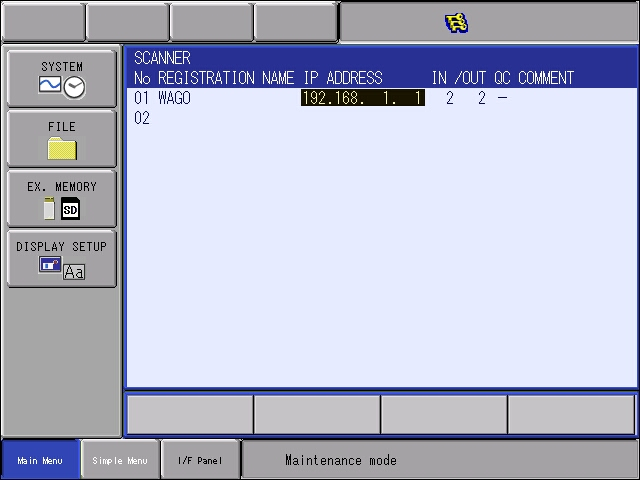 SCANNER
No REGISTRATION NAME IP ADDRESS IN /OUT QC COMMENT
01 WAGO 192.168. 1. 1 2 2 −
02
SYSTEM
FILE
EX. MEMORY
SD
DISPLAY SETUP
Aa
Main Menu
Simple Menu
I/F Panel
Maintenance mode